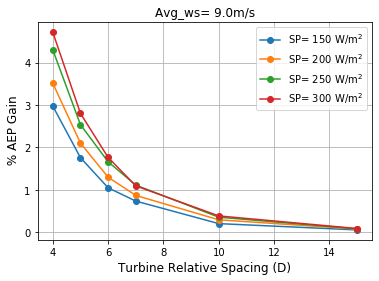 Avg_ws= 9.0m/s
SP= 150 W/m²
SP= 200 W/m²
SP= 250 W/m²
SP= 300 W/m²
% AEP Gain
4
3
2
1
0
4 6 8 10 12 14
Turbine Relative Spacing (D)